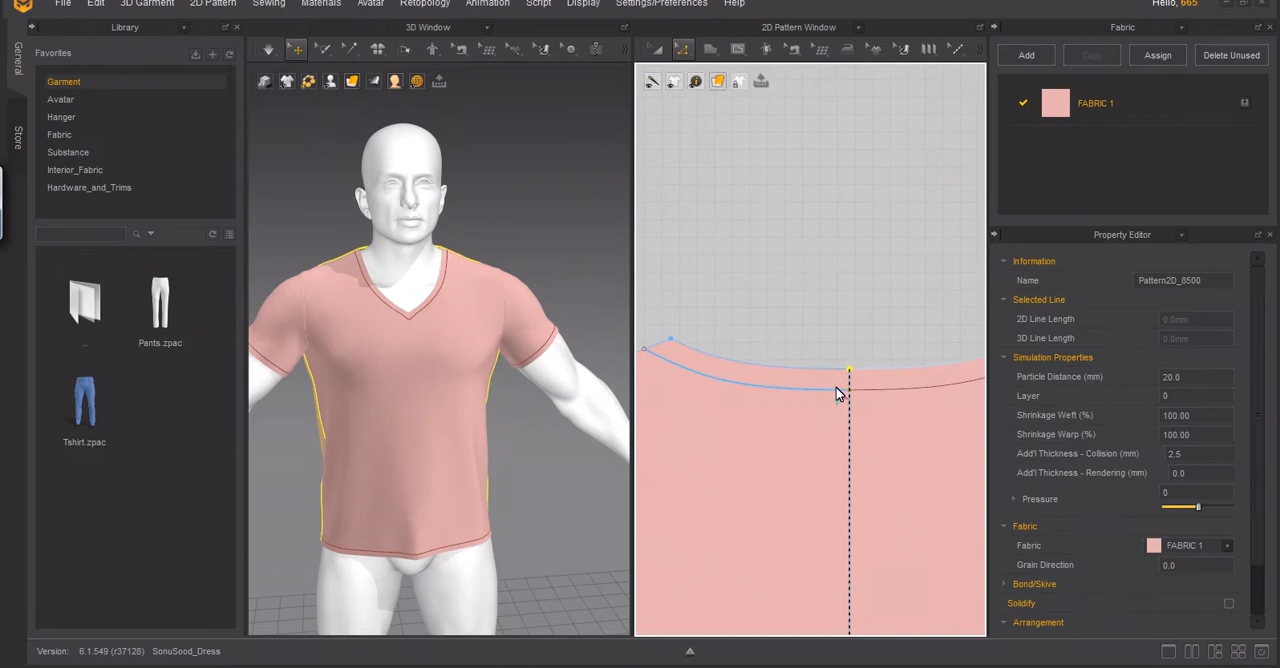 File Edit 3D Garment 2D Pattern Sewing Materials Avatar Retopology Animation Script Display Settings/Preferences Help Hello, 665
Library 3D Window 2D Pattern Window Fabric
General
Store
Favorites
Garment
Avatar
Hanger
Fabric
Substance
Interior_Fabric
Hardware_and_Trims
..
Pants.zpac
Tshirt.zpac
Add Copy Assign Delete Unused
FABRIC 1
Property Editor
Information
Name Pattern2D_8500
Selected Line
2D Line Length 0.0mm
3D Line Length 0.0mm
Simulation Properties
Particle Distance (mm) 20.0
Layer 0
Shrinkage Weft (%) 100.00
Shrinkage Warp (%) 100.00
Add'l Thickness - Collision (mm) 2.5
Add'l Thickness - Rendering (mm) 0.0
Pressure 0
Fabric
Fabric FABRIC 1
Grain Direction 0.0
Bond/Skive
Solidify
Arrangement
Version: 6.1.549 (r37128) SonuSood_Dress